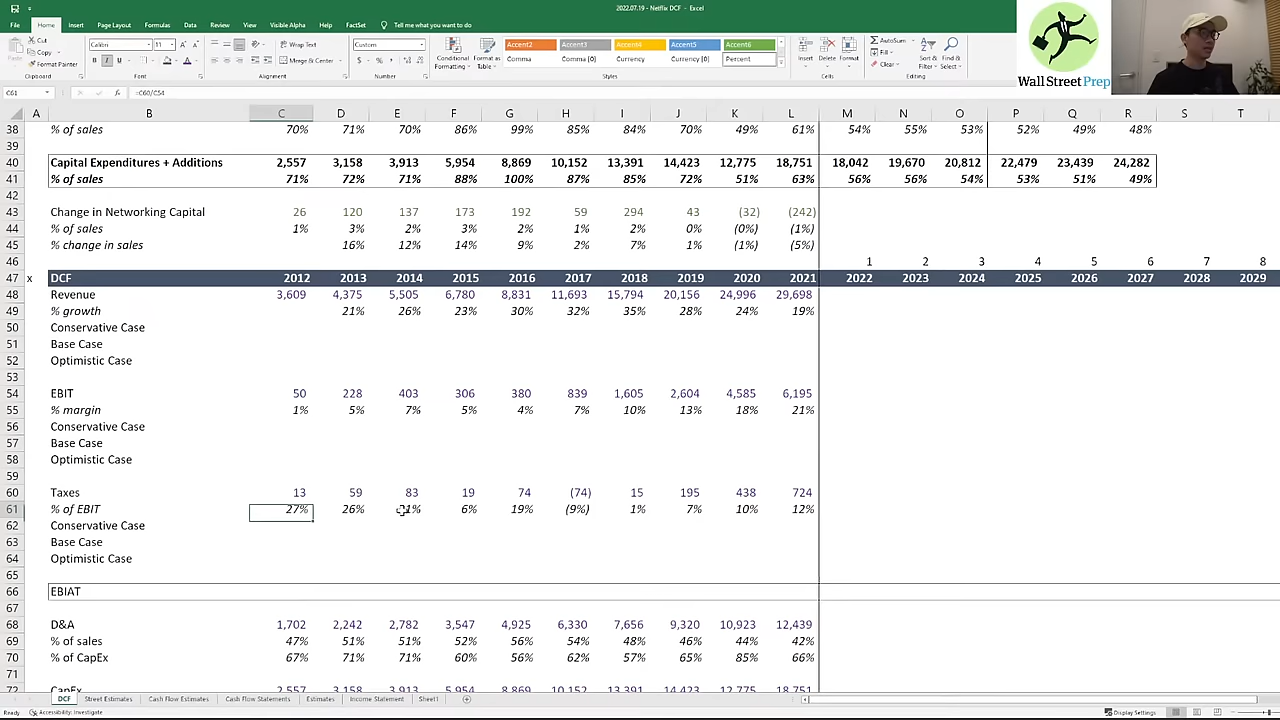 2022.07.19 - Netflix DCF - Excel
File Home Insert Page Layout Formulas Data Review View Visible Alpha Help FactSet Tell me what you want to do
Cut Calibri 11 Wrap Text Custom Accent2 Accent3 Accent4 Accent5 Accent6 AutoSum
Copy Fill
Format Painter Merge & Center Conditional Formatting Format as Table Comma Comma [0] Currency Currency [0] Percent Insert Delete Format Clear Sort & Filter Find & Select
Clipboard Font Alignment Number Styles Cells Editing
Wall Street Prep
C61 =C60/C54
A B C D E F G H I J K L M N O P Q R S T
38 % of sales 70% 71% 70% 86% 99% 85% 84% 70% 49% 61% 54% 55% 53% 52% 49% 48%
39
40 Capital Expenditures + Additions 2,557 3,158 3,913 5,954 8,869 10,152 13,391 14,423 12,775 18,751 18,042 19,670 20,812 22,479 23,439 24,282
41 % of sales 71% 72% 71% 88% 100% 87% 85% 72% 51% 63% 56% 56% 54% 53% 51% 49%
42
43 Change in Networking Capital 26 120 137 173 192 59 294 43 (32) (242)
44 % of sales 1% 3% 2% 3% 2% 1% 2% 0% (0%) (1%)
45 % change in sales 16% 12% 14% 9% 2% 7% 1% (1%) (5%)
46 1 2 3 4 5 6 7 8
47 x DCF 2012 2013 2014 2015 2016 2017 2018 2019 2020 2021 2022 2023 2024 2025 2026 2027 2028 2029
48 Revenue 3,609 4,375 5,505 6,780 8,831 11,693 15,794 20,156 24,996 29,698
49 % growth 21% 26% 23% 30% 32% 35% 28% 24% 19%
50 Conservative Case
51 Base Case
52 Optimistic Case
53
54 EBIT 50 228 403 306 380 839 1,605 2,604 4,585 6,195
55 % margin 1% 5% 7% 5% 4% 7% 10% 13% 18% 21%
56 Conservative Case
57 Base Case
58 Optimistic Case
59
60 Taxes 13 59 83 19 74 (74) 15 195 438 724
61 % of EBIT 27% 26% 6% 19% (9%) 1% 7% 10% 12%
62 Conservative Case
63 Base Case
64 Optimistic Case
65
66 EBIAT
67
68 D&A 1,702 2,242 2,782 3,547 4,925 6,330 7,656 9,320 10,923 12,439
69 % of sales 47% 51% 51% 52% 56% 54% 48% 46% 44% 42%
70 % of CapEx 67% 71% 71% 60% 56% 62% 57% 65% 85% 66%
71
72 CapEx 2,557 3,158 3,913 5,954 8,869 10,152 13,391 14,423 12,775 18,751
DCF Street Estimates Cash Flow Estimates Cash Flow Statements Estimates Income Statement Sheet1
Ready Accessibility: Investigate Display Settings